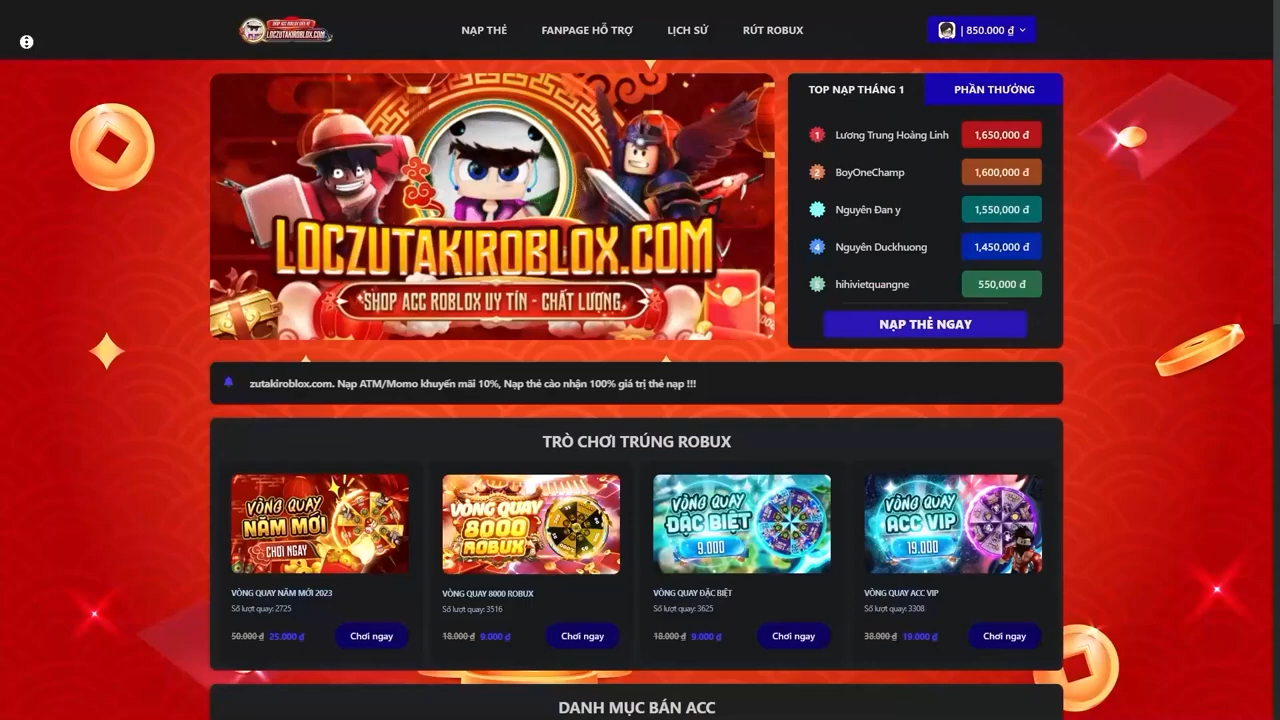 SHOP ACC ROBLOX GIÁ RẺ
LOCZUTAKIROBLOX.COM
NẠP THẺ
FANPAGE HỖ TRỢ
LỊCH SỬ
RÚT ROBUX
| 850.000 ₫
LOCZUTAKIROBLOX.COM
SHOP ACC ROBLOX UY TÍN - CHẤT LƯỢNG
TOP NẠP THÁNG 1
PHẦN THƯỞNG
1 Lương Trung Hoàng Linh 1,650,000 đ
2 BoyOneChamp 1,600,000 đ
Nguyên Đan y 1,550,000 đ
4 Nguyên Duckhuong 1,450,000 đ
5 hihivietquangne 550,000 đ
NẠP THẺ NGAY
zutakiroblox.com. Nạp ATM/Momo khuyến mãi 10%, Nạp thẻ cào nhận 100% giá trị thẻ nạp !!!
TRÒ CHƠI TRÚNG ROBUX
VÒNG QUAY
NĂM MỚI
CHƠI NGAY
VÒNG QUAY
8000
ROBUX
VÒNG QUAY
ĐẶC BIỆT
9.000
VÒNG QUAY
ACC VIP
19.000
VÒNG QUAY NĂM MỚI 2023
Số lượt quay: 2725
50.000 ₫ 25.000 ₫ Chơi ngay
VÒNG QUAY 8000 ROBUX
Số lượt quay: 3516
18.000 ₫ 9.000 ₫ Chơi ngay
VÒNG QUAY ĐẶC BIỆT
Số lượt quay: 3625
18.000 ₫ 9.000 ₫ Chơi ngay
VÒNG QUAY ACC VIP
Số lượt quay: 3308
38.000 ₫ 19.000 ₫ Chơi ngay
DANH MỤC BÁN ACC